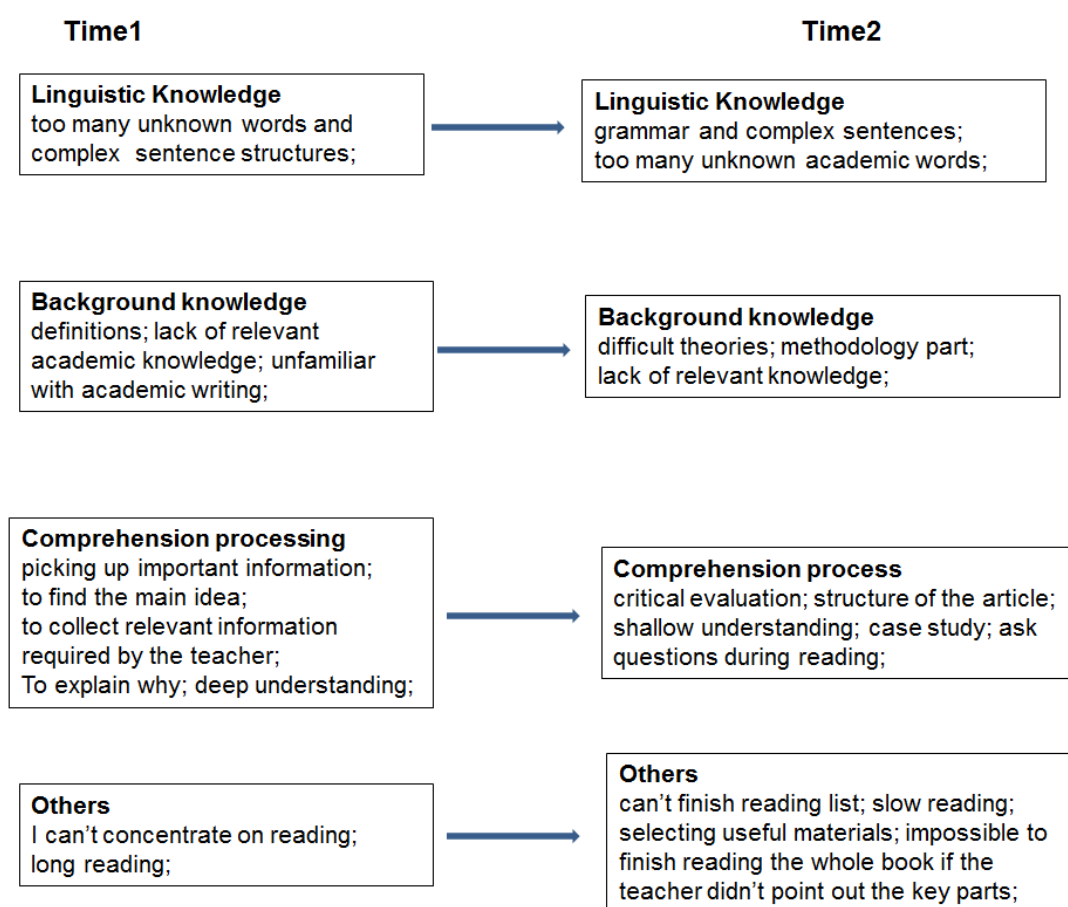 Time1
Time2
Linguistic Knowledge
too many unknown words and
complex sentence structures;
Linguistic Knowledge
grammar and complex sentences;
too many unknown academic words;
Background knowledge
definitions; lack of relevant
academic knowledge; unfamiliar
with academic writing;
Background knowledge
difficult theories; methodology part;
lack of relevant knowledge;
Comprehension processing
picking up important information;
to find the main idea;
to collect relevant information
required by the teacher;
To explain why; deep understanding;
Comprehension process
critical evaluation; structure of the article;
shallow understanding; case study; ask
questions during reading;
Others
I can’t concentrate on reading;
long reading;
Others
can’t finish reading list; slow reading;
selecting useful materials; impossible to
finish reading the whole book if the
teacher didn’t point out the key parts;